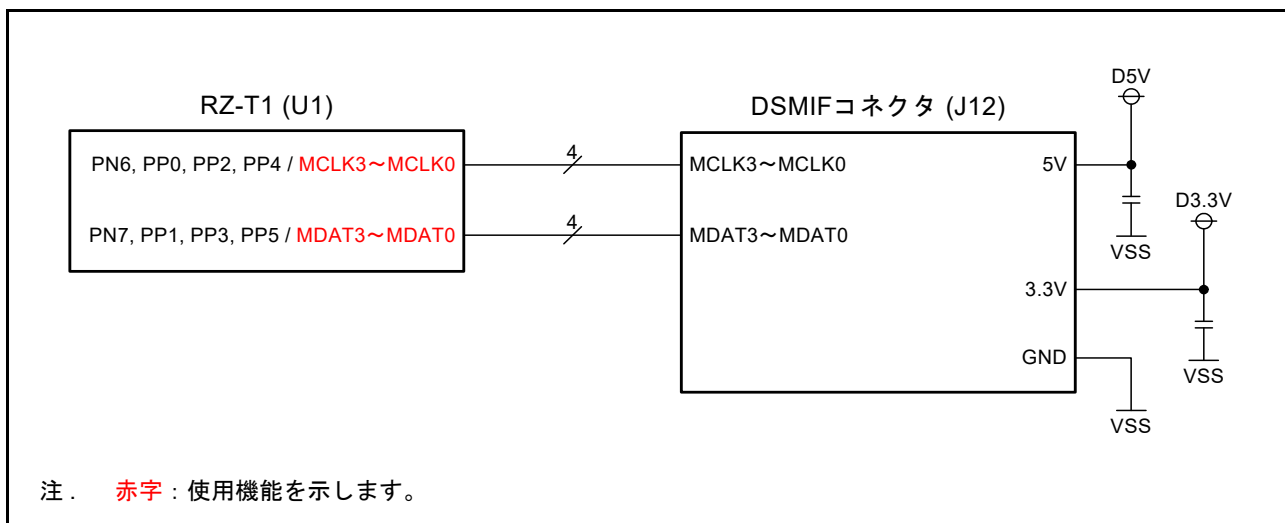 RZ-T1 (U1)
PN6, PP0, PP2, PP4 / MCLK3～MCLK0
PN7, PP1, PP3, PP5 / MDAT3～MDAT0
4
4
DSMIFコネクタ (J12)
MCLK3～MCLK0
MDAT3～MDAT0
5V
3.3V
GND
D5V
VSS
D3.3V
VSS
VSS
注． 赤字：使用機能を示します。